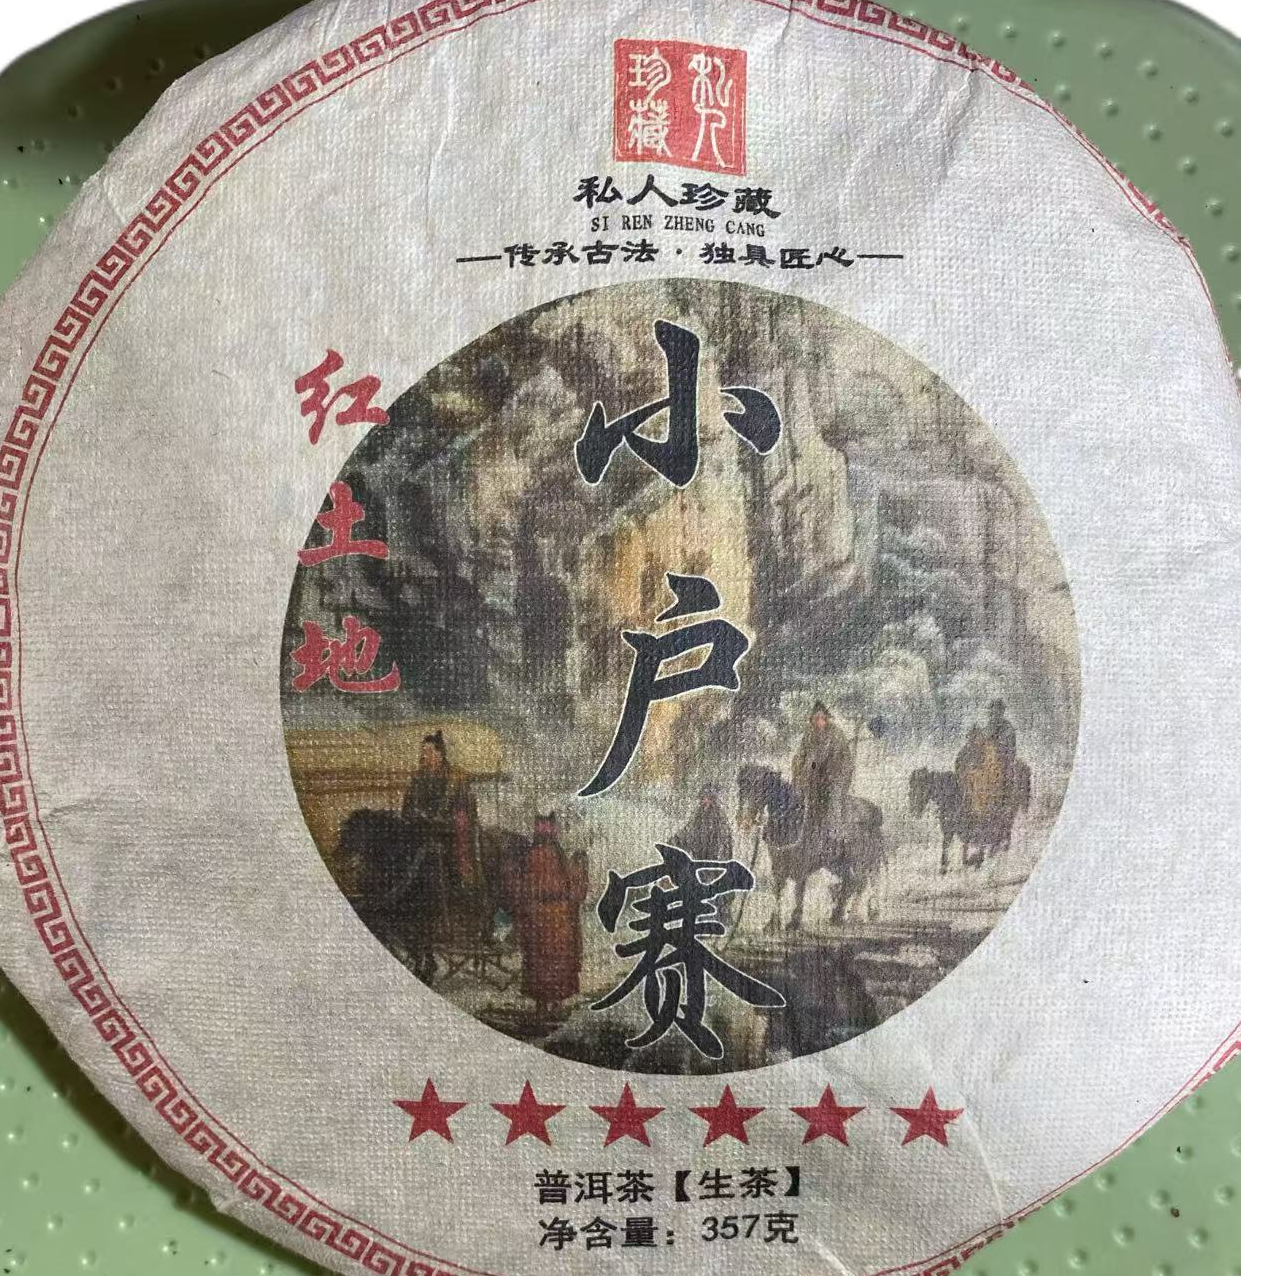 私人
珍藏
私人珍藏
SI REN ZHENG CANG
传承古法·独具匠心
红土地
小户赛
普洱茶【生茶】
净含量：357克